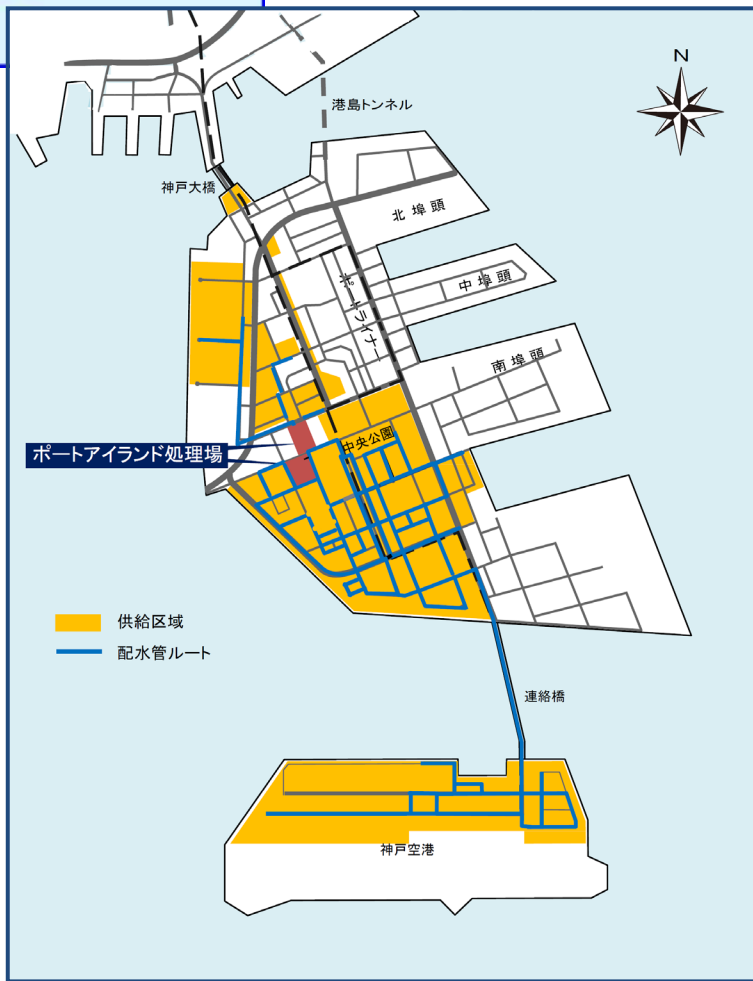 N
港島トンネル
神戸大橋
北埠頭
中埠頭
ポートライナー
南埠頭
中央公園
ポートアイランド処理場
供給区域
配水管ルート
連絡橋
神戸空港